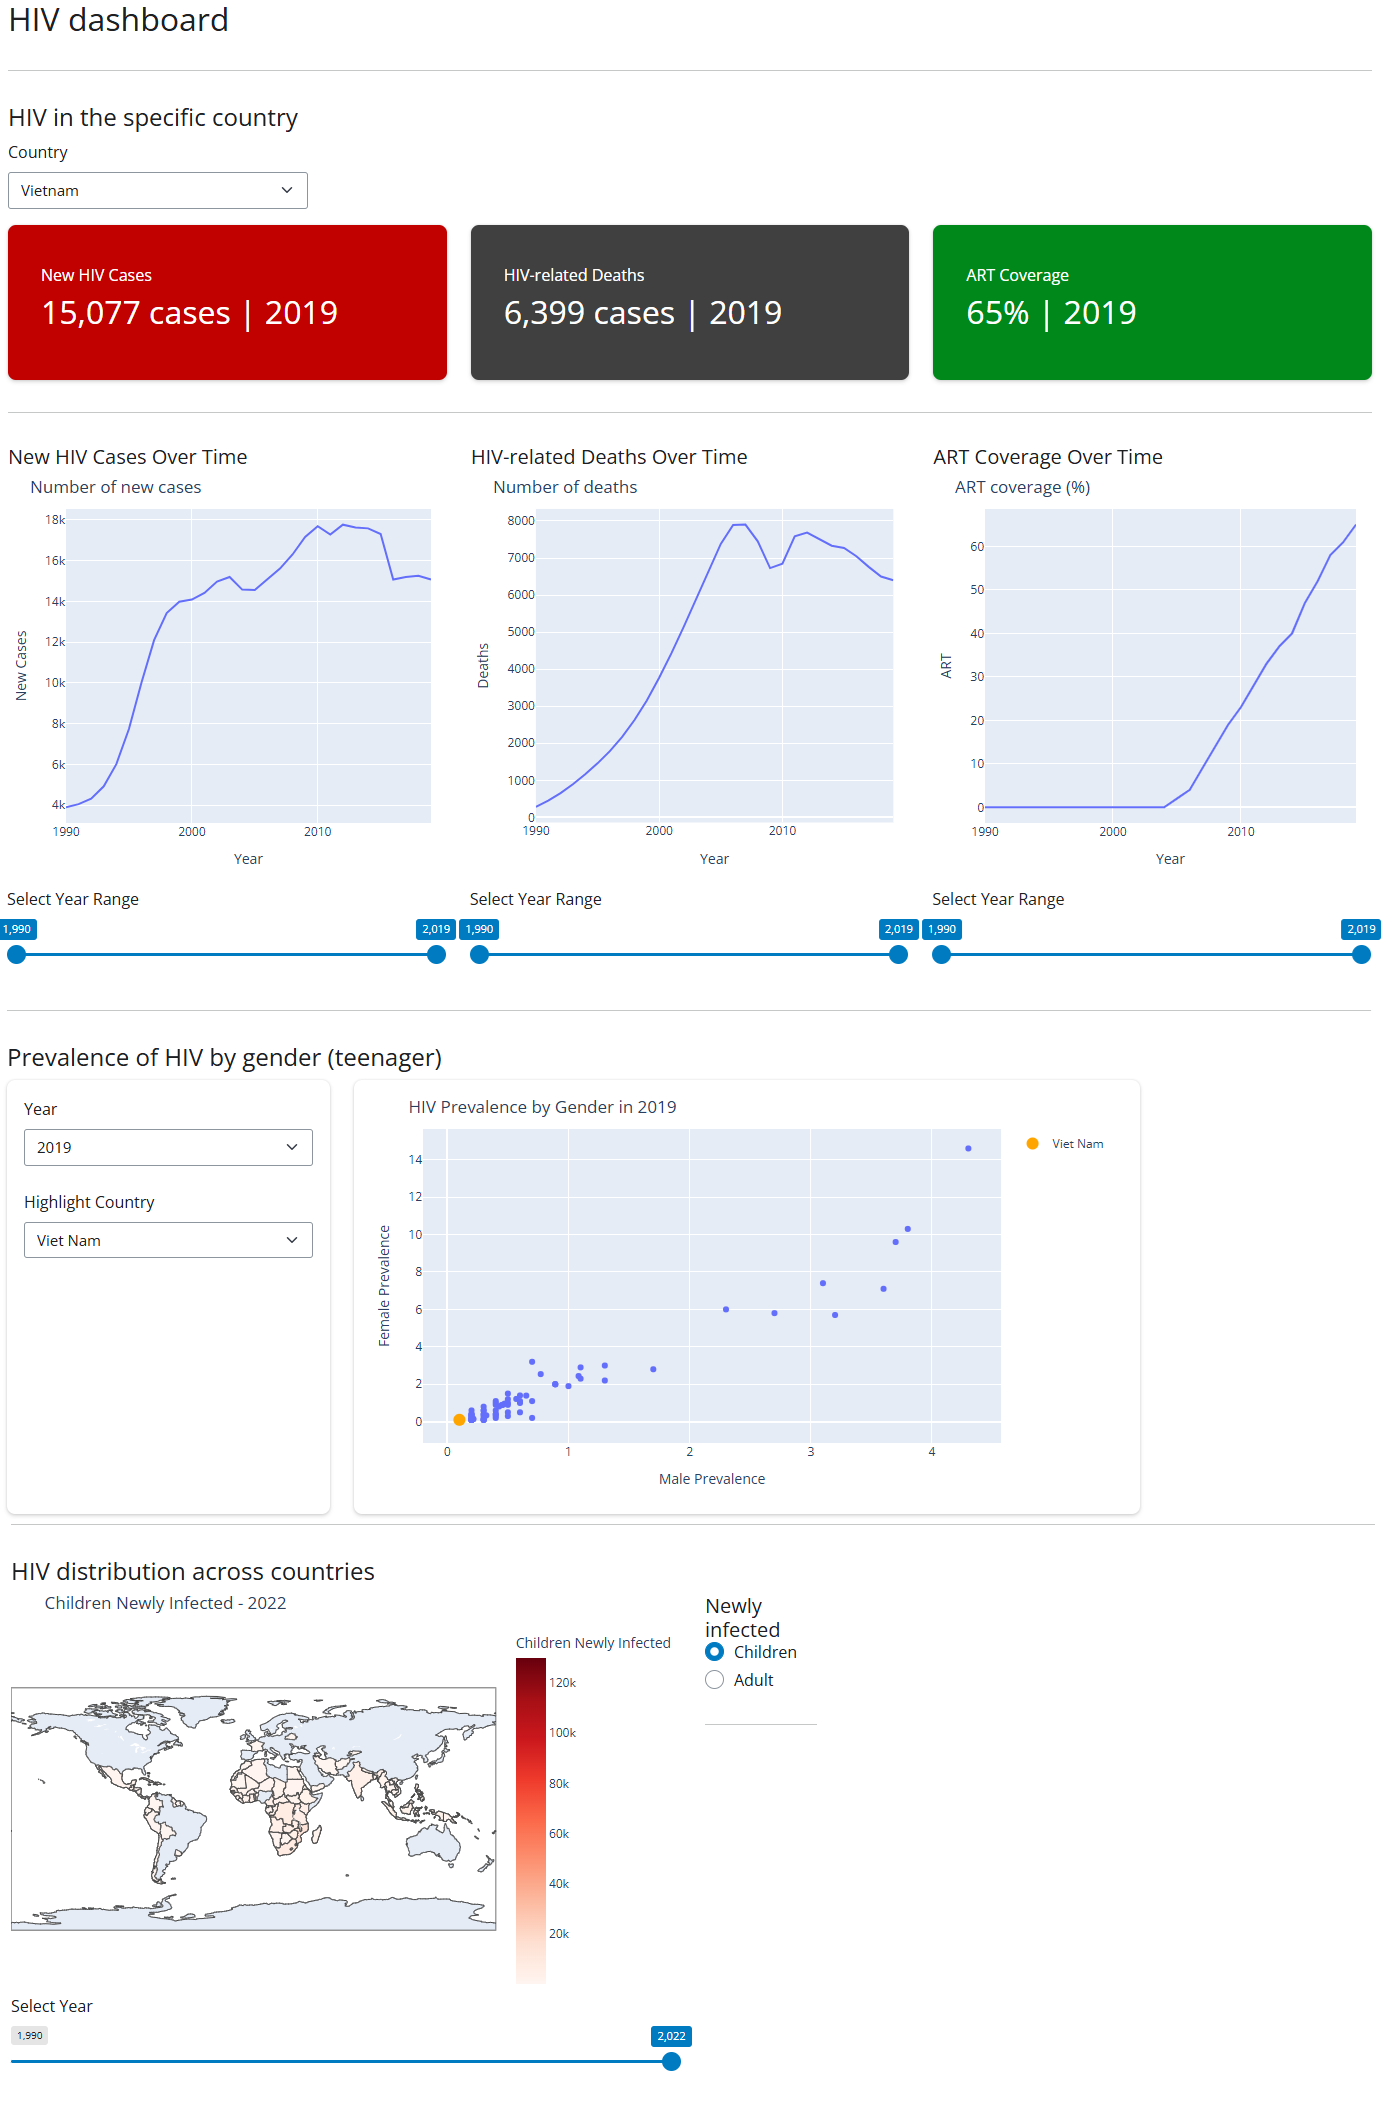 HIV dashboard
HIV in the specific country
Country
Vietnam
New HIV Cases
15,077 cases | 2019
HIV-related Deaths
6,399 cases | 2019
ART Coverage
65% | 2019
New HIV Cases Over Time
Number of new cases
18k
16k
14k
12k
10k
8k
6k
4k
New Cases
1990
2000
2010
Year
HIV-related Deaths Over Time
Number of deaths
8000
7000
6000
5000
4000
3000
2000
1000
0
Deaths
1990
2000
2010
Year
ART Coverage Over Time
ART coverage (%)
60
50
40
30
20
10
0
ART
1990
2000
2010
Year
Select Year Range
1,990
2,019
Select Year Range
1,990
2,019
Select Year Range
1,990
2,019
Prevalence of HIV by gender (teenager)
Year
2019
Highlight Country
Viet Nam
HIV Prevalence by Gender in 2019
14
12
10
8
6
4
2
0
Female Prevalence
0
1
2
3
4
Male Prevalence
Viet Nam
HIV distribution across countries
Children Newly Infected - 2022
Children Newly Infected
120k
100k
80k
60k
40k
20k
Newly
infected
Children
Adult
Select Year
1,990
2,022